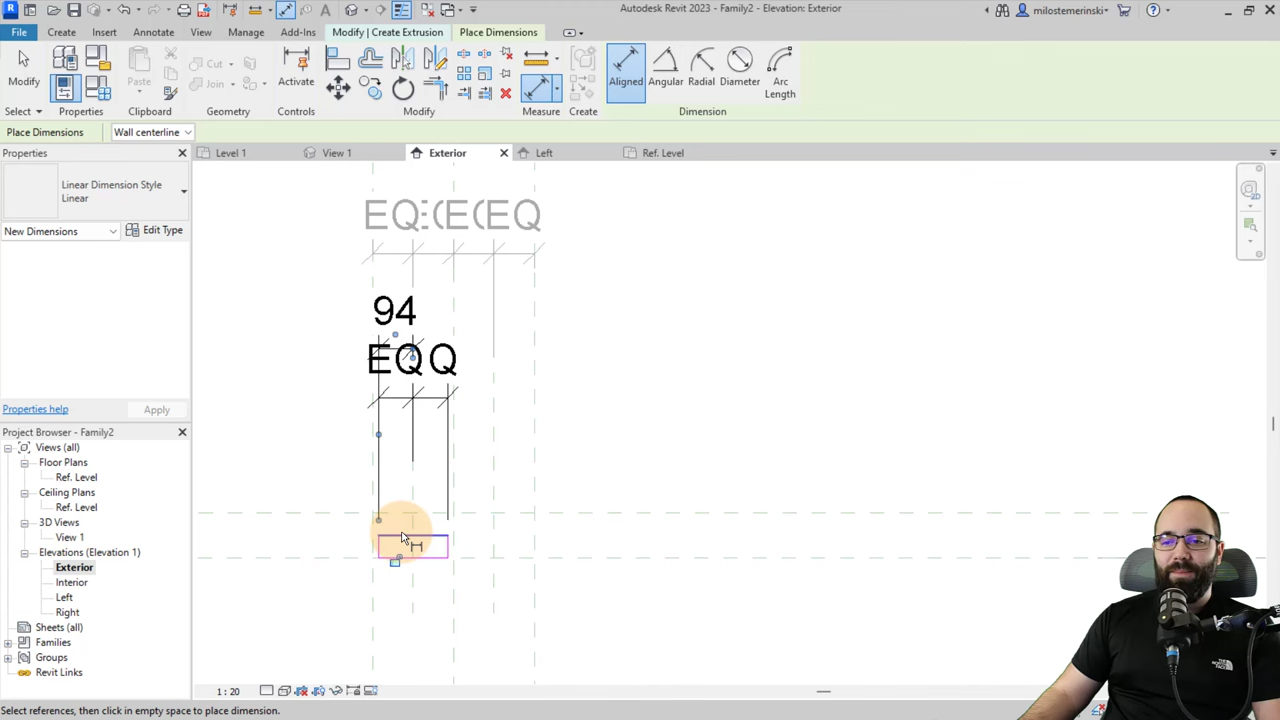 Autodesk Revit 2023 - Family2 - Elevation: Exterior
milostemerinski
File
Create
Insert
Annotate
View
Manage
Add-Ins
Modify | Create Extrusion
Place Dimensions
Modify
Paste
Cut
Join
Activate
Aligned
Angular
Radial
Diameter
Arc
Length
Select
Properties
Clipboard
Geometry
Controls
Modify
Measure
Create
Dimension
Place Dimensions
Wall centerline
Properties
Level 1
View 1
Exterior
Left
Ref. Level
Linear Dimension Style
Linear
New Dimensions
Edit Type
Properties help
Apply
Project Browser - Family2
Views (all)
Floor Plans
Ref. Level
Ceiling Plans
Ref. Level
3D Views
View 1
Elevations (Elevation 1)
Exterior
Interior
Left
Right
Sheets (all)
Families
Groups
Revit Links
EQ
EQ
94
EQ Q
1 : 20
Select references, then click in empty space to place dimension.